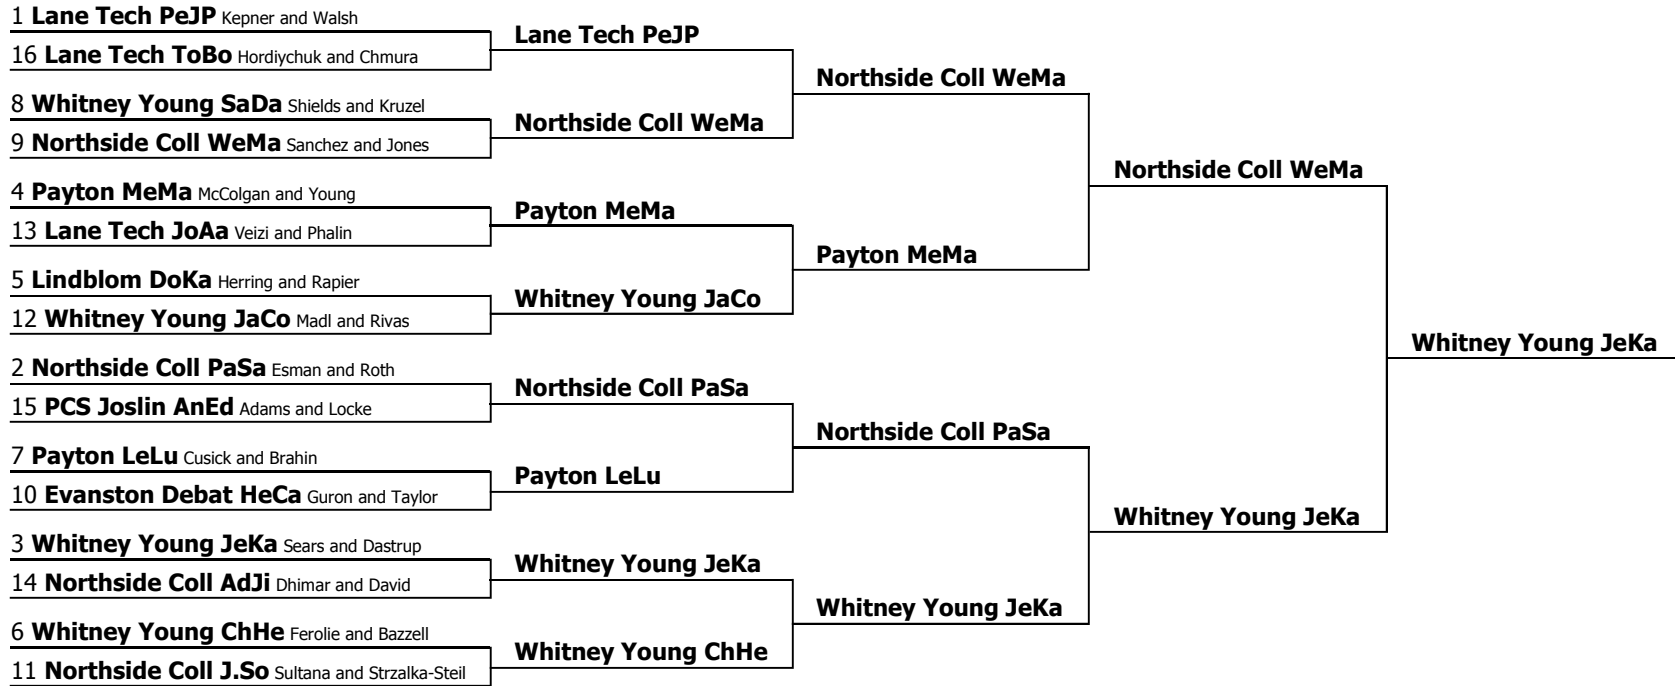 1 Lane Tech PeJP Kepner and Walsh
16 Lane Tech ToBo Hordiychuk and Chmura
8 Whitney Young SaDa Shields and Kruzel
9 Northside Coll WeMa Sanchez and Jones
4 Payton MeMa McColgan and Young
13 Lane Tech JoAa Veizi and Phalin
5 Lindblom DoKa Herring and Rapier
12 Whitney Young JaCo Madl and Rivas
2 Northside Coll PaSa Esman and Roth
15 PCS Joslin AnEd Adams and Locke
7 Payton LeLu Cusick and Brahin
10 Evanston Debat HeCa Guron and Taylor
3 Whitney Young JeKa Sears and Dastrup
14 Northside Coll AdJi Dhimar and David
6 Whitney Young ChHe Ferolie and Bazzell
11 Northside Coll J.So Sultana and Strzalka-Steil
Lane Tech PeJP
Northside Coll WeMa
Payton MeMa
Whitney Young JaCo
Northside Coll PaSa
Payton LeLu
Whitney Young JeKa
Whitney Young ChHe
Northside Coll WeMa
Payton MeMa
Northside Coll PaSa
Whitney Young JeKa
Northside Coll WeMa
Whitney Young JeKa
Whitney Young JeKa